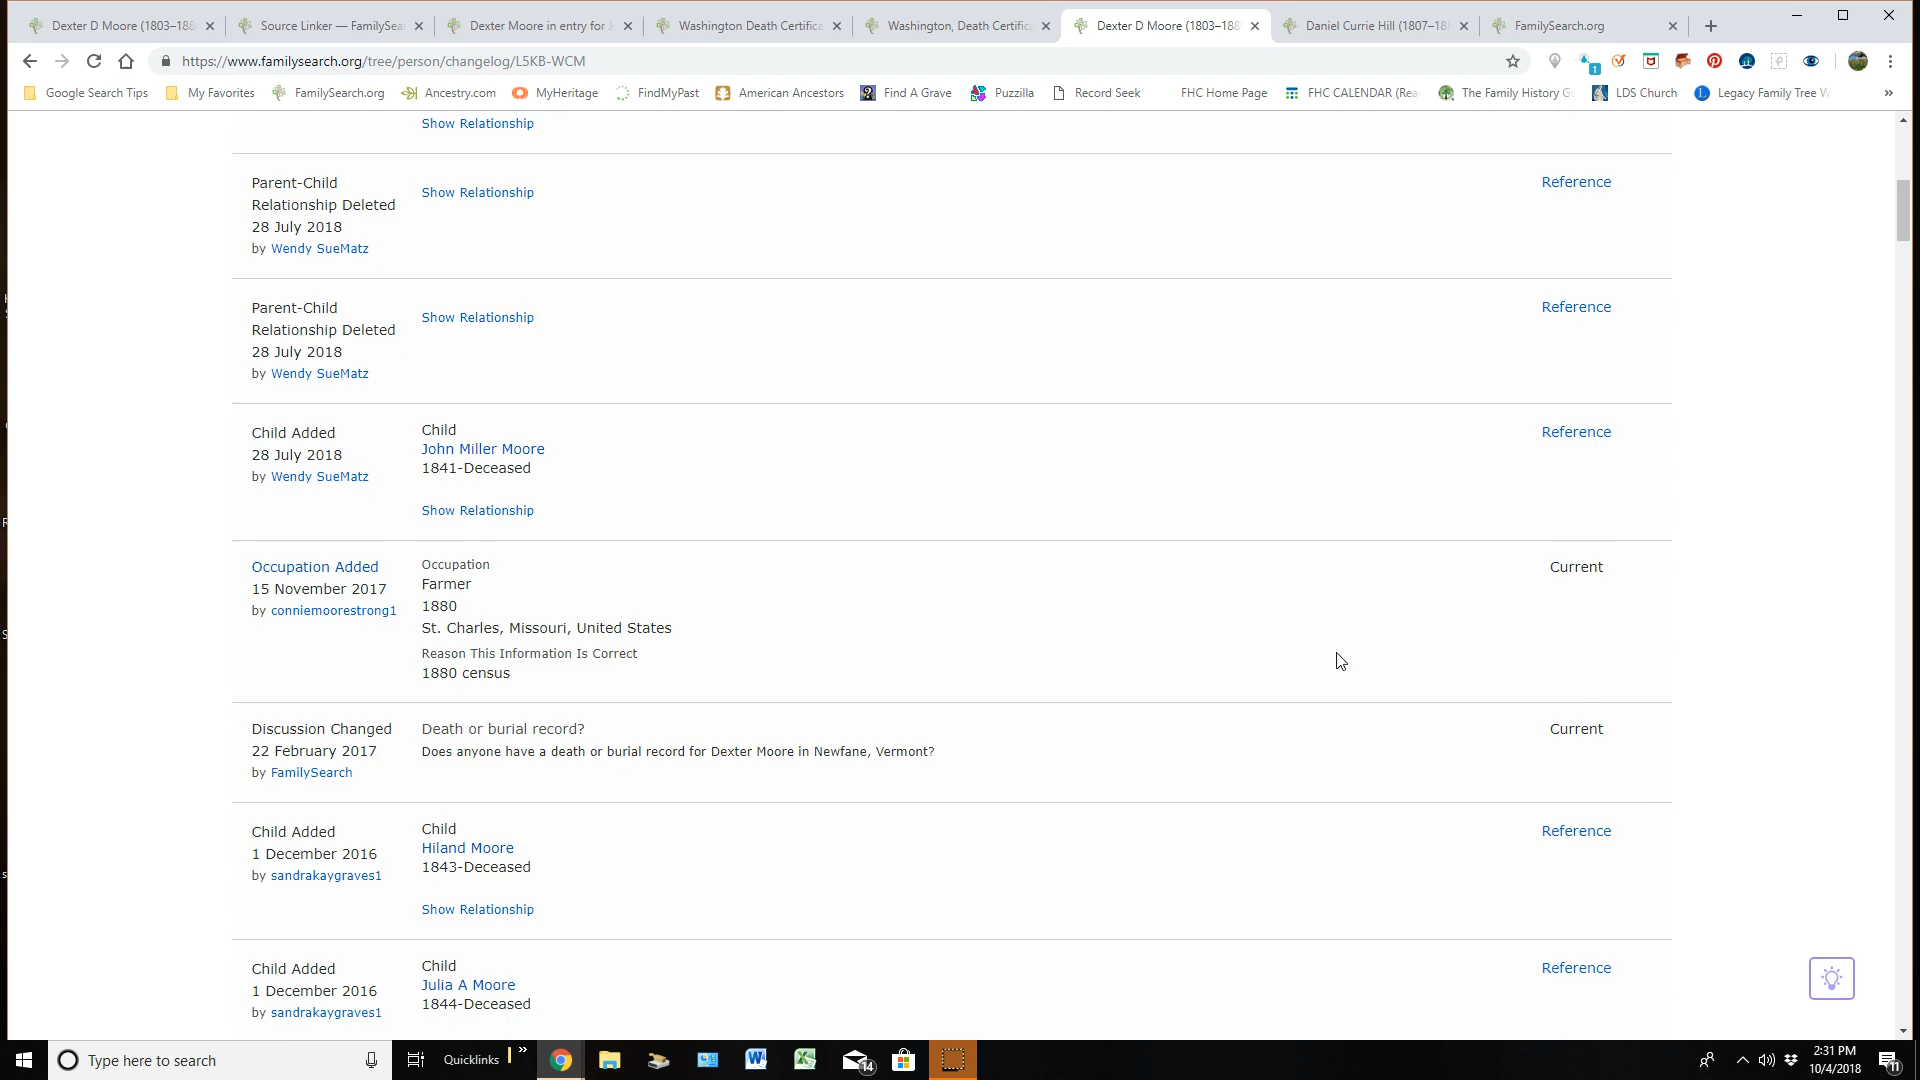 Dexter D Moore (1803–188
Source Linker — FamilySea
Dexter Moore in entry for J
Washington Death Certifica
Washington, Death Certific
Dexter D Moore (1803–188
Daniel Currie Hill (1807–188
FamilySearch.org
https://www.familysearch.org/tree/person/changelog/L5KB-WCM
1
Google Search Tips
My Favorites
FamilySearch.org
Ancestry.com
MyHeritage
FindMyPast
American Ancestors
Find A Grave
Puzzilla
Record Seek
FHC Home Page
FHC CALENDAR (Rea
The Family History G
LDS Church
Legacy Family Tree W
»
Show Relationship
Parent-Child
Relationship Deleted
28 July 2018
by Wendy SueMatz
Show Relationship
Reference
Parent-Child
Relationship Deleted
28 July 2018
by Wendy SueMatz
Show Relationship
Reference
Child Added
28 July 2018
by Wendy SueMatz
Child
John Miller Moore
1841-Deceased
Show Relationship
Reference
Occupation Added
15 November 2017
by conniemoorestrong1
Occupation
Farmer
1880
St. Charles, Missouri, United States
Reason This Information Is Correct
1880 census
Current
Discussion Changed
22 February 2017
by FamilySearch
Death or burial record?
Does anyone have a death or burial record for Dexter Moore in Newfane, Vermont?
Current
Child Added
1 December 2016
by sandrakaygraves1
Child
Hiland Moore
1843-Deceased
Show Relationship
Reference
Child Added
1 December 2016
by sandrakaygraves1
Child
Julia A Moore
1844-Deceased
Reference
Type here to search
Quicklinks
»
14
2:31 PM
10/4/2018
11